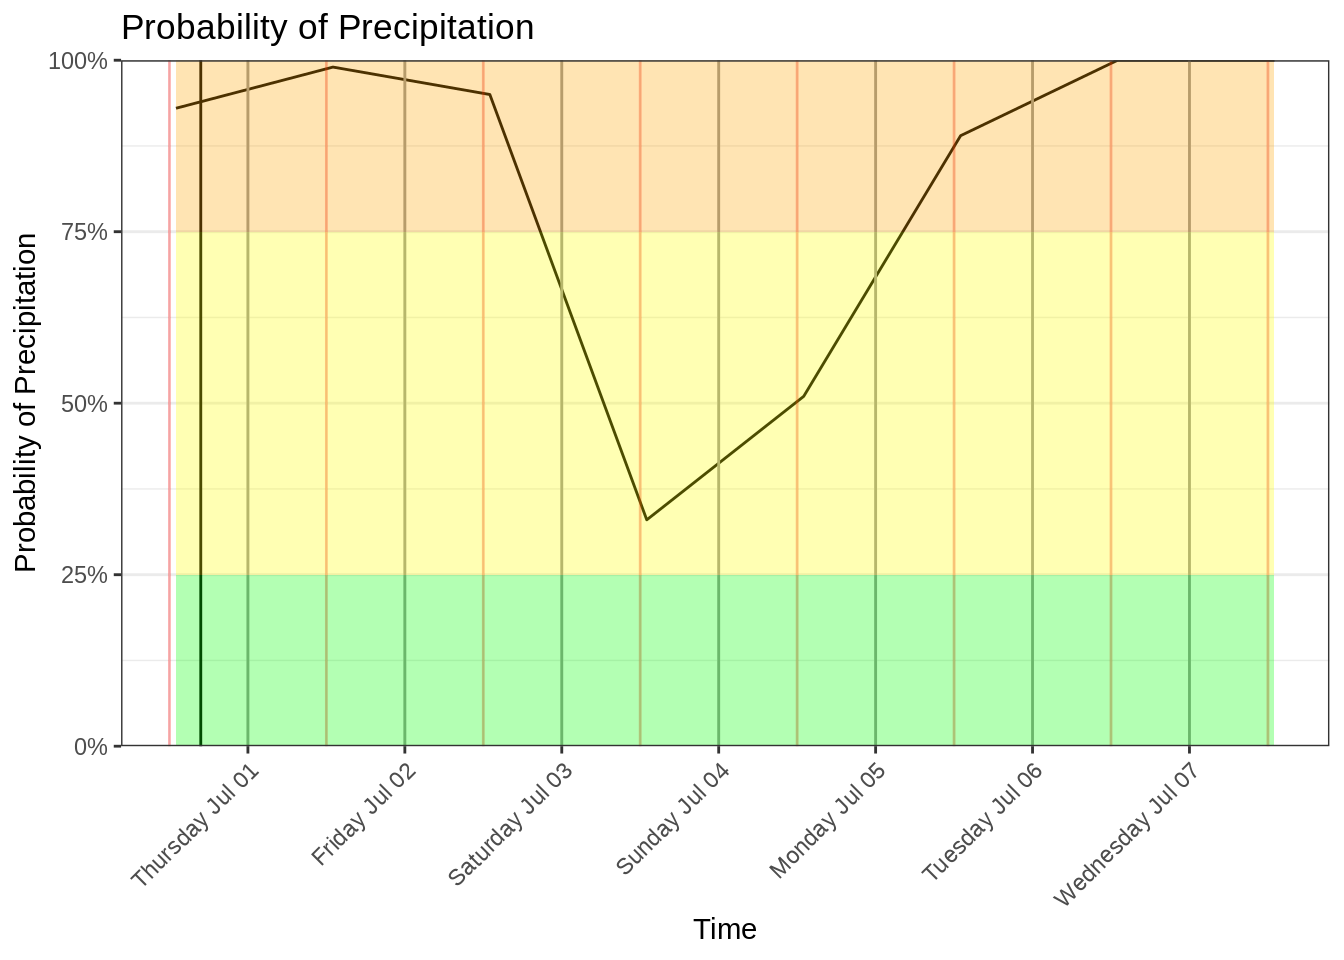 Probability of Precipitation
Probability of Precipitation
100%
75%
50%
25%
0%
Thursday Jul 01
Friday Jul 02
Saturday Jul 03
Sunday Jul 04
Monday Jul 05
Tuesday Jul 06
Wednesday Jul 07
Time